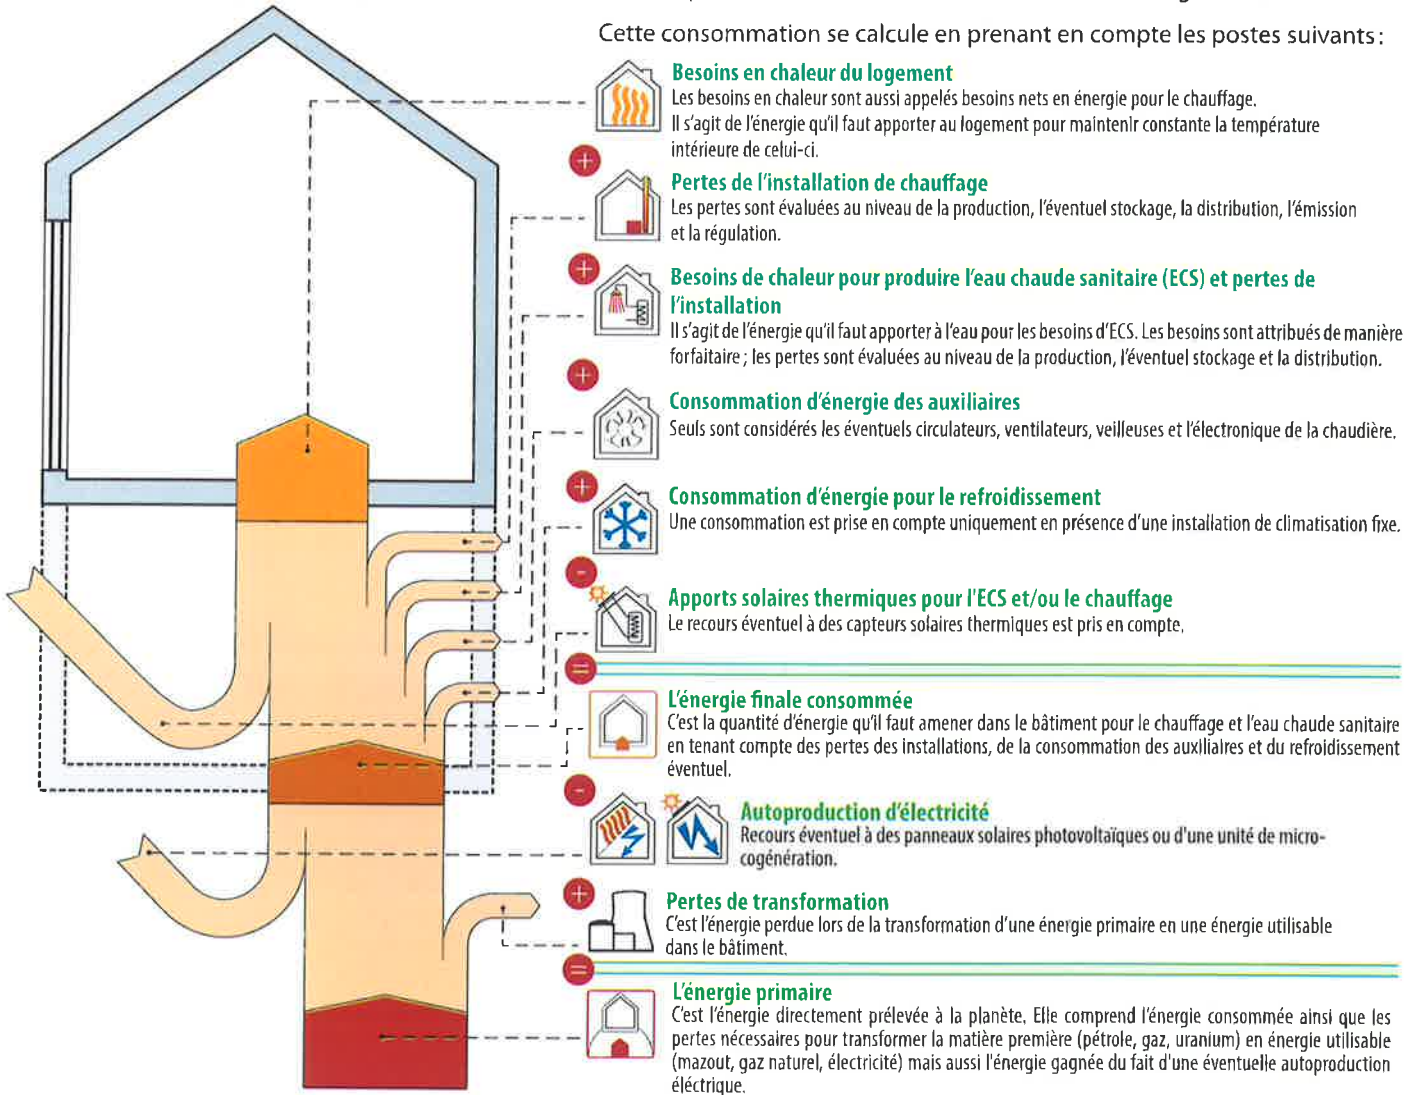 Cette consommation se calcule en prenant en compte les postes suivants :
Besoins en chaleur du logement
Les besoins en chaleur sont aussi appelés besoins nets en énergie pour le chauffage.
Il s'agit de l'énergie qu'il faut apporter au logement pour maintenir constante la température
intérieure de celui-ci.
+
Pertes de l'installation de chauffage
Les pertes sont évaluées au niveau de la production, l'éventuel stockage, la distribution, l'émission
et la régulation.
+
Besoins de chaleur pour produire l'eau chaude sanitaire (ECS) et pertes de
l'installation
Il s'agit de l'énergie qu'il faut apporter à l'eau pour les besoins d'ECS. Les besoins sont attribués de manière
forfaitaire ; les pertes sont évaluées au niveau de la production, l'éventuel stockage et la distribution.
+
Consommation d'énergie des auxiliaires
Seuls sont considérés les éventuels circulateurs, ventilateurs, veilleuses et l'électronique de la chaudière.
+
Consommation d'énergie pour le refroidissement
Une consommation est prise en compte uniquement en présence d'une installation de climatisation fixe.
-
Apports solaires thermiques pour l'ECS et/ou le chauffage
Le recours éventuel à des capteurs solaires thermiques est pris en compte.
=
L'énergie finale consommée
C'est la quantité d'énergie qu'il faut amener dans le bâtiment pour le chauffage et l'eau chaude sanitaire
en tenant compte des pertes des installations, de la consommation des auxiliaires et du refroidissement
éventuel.
-
Autoproduction d'électricité
Recours éventuel à des panneaux solaires photovoltaïques ou d'une unité de micro-
cogénération.
+
Pertes de transformation
C'est l'énergie perdue lors de la transformation d'une énergie primaire en une énergie utilisable
dans le bâtiment.
=
L'énergie primaire
C'est l'énergie directement prélevée à la planète. Elle comprend l'énergie consommée ainsi que les
pertes nécessaires pour transformer la matière première (pétrole, gaz, uranium) en énergie utilisable
(mazout, gaz naturel, électricité) mais aussi l'énergie gagnée du fait d'une éventuelle autoproduction
éléctrique.